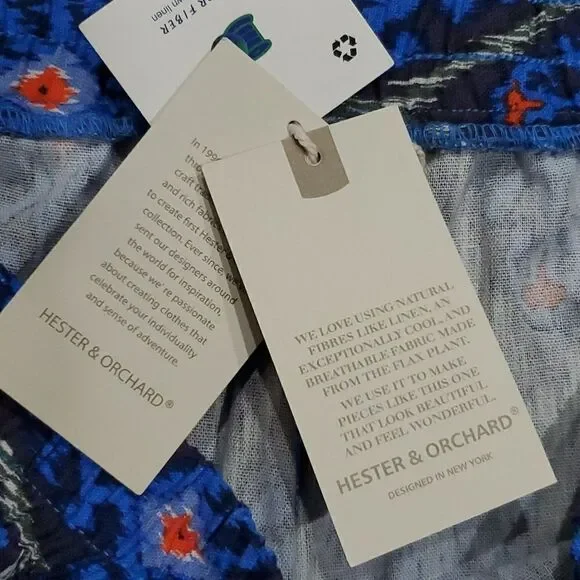 R FIBER
linen
In 199
craft
and rich
to create first Hester &
collection. Ever since, we
sent our designers around
the world for inspiration,
because we're passionate
about creating clothes that
celebrate your individuality
and sense of adventure.
HESTER & ORCHARD®
WE LOVE USING NATURAL
FIBRES LIKE LINEN, AN
EXCEPTIONALLY COOL, AND
BREATHABLE FABRIC MADE
FROM THE FLAX PLANT.
WE USE IT TO MAKE
PIECES LIKE THIS ONE
THAT LOOK BEAUTIFUL
AND FEEL WONDERFUL.
HESTER & ORCHARD®
DESIGNED IN NEW YORK